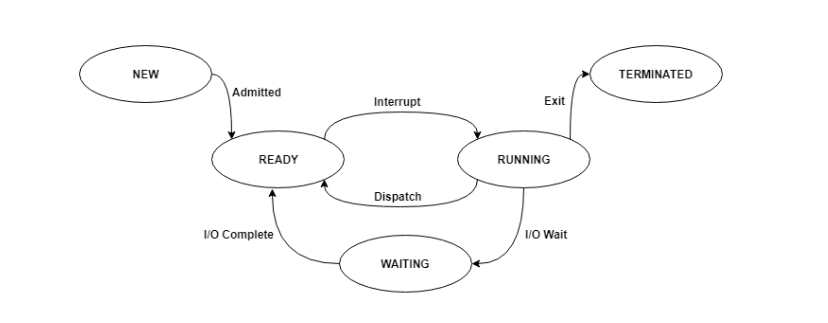 NEW
TERMINATED
Admitted
Interrupt
Exit
READY
RUNNING
Dispatch
I/O Complete
I/O Wait
WAITING